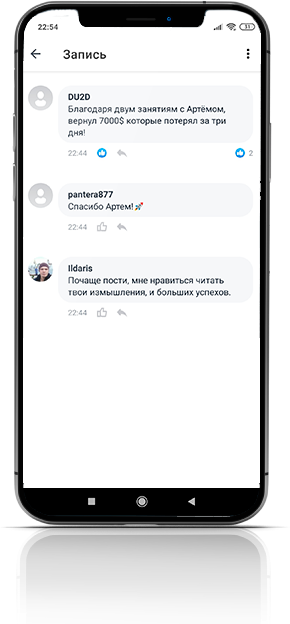 22:54
31
Запись
DU2D
Благодаря двум занятиям с Артёмом,
вернул 7000$ которые потерял за три
дня!
22:44
2
pantera877
Спасибо Артем!🚀
22:44
Ildaris
Почаще пости, мне нравиться читать
твои измышления, и больших успехов.
22:44